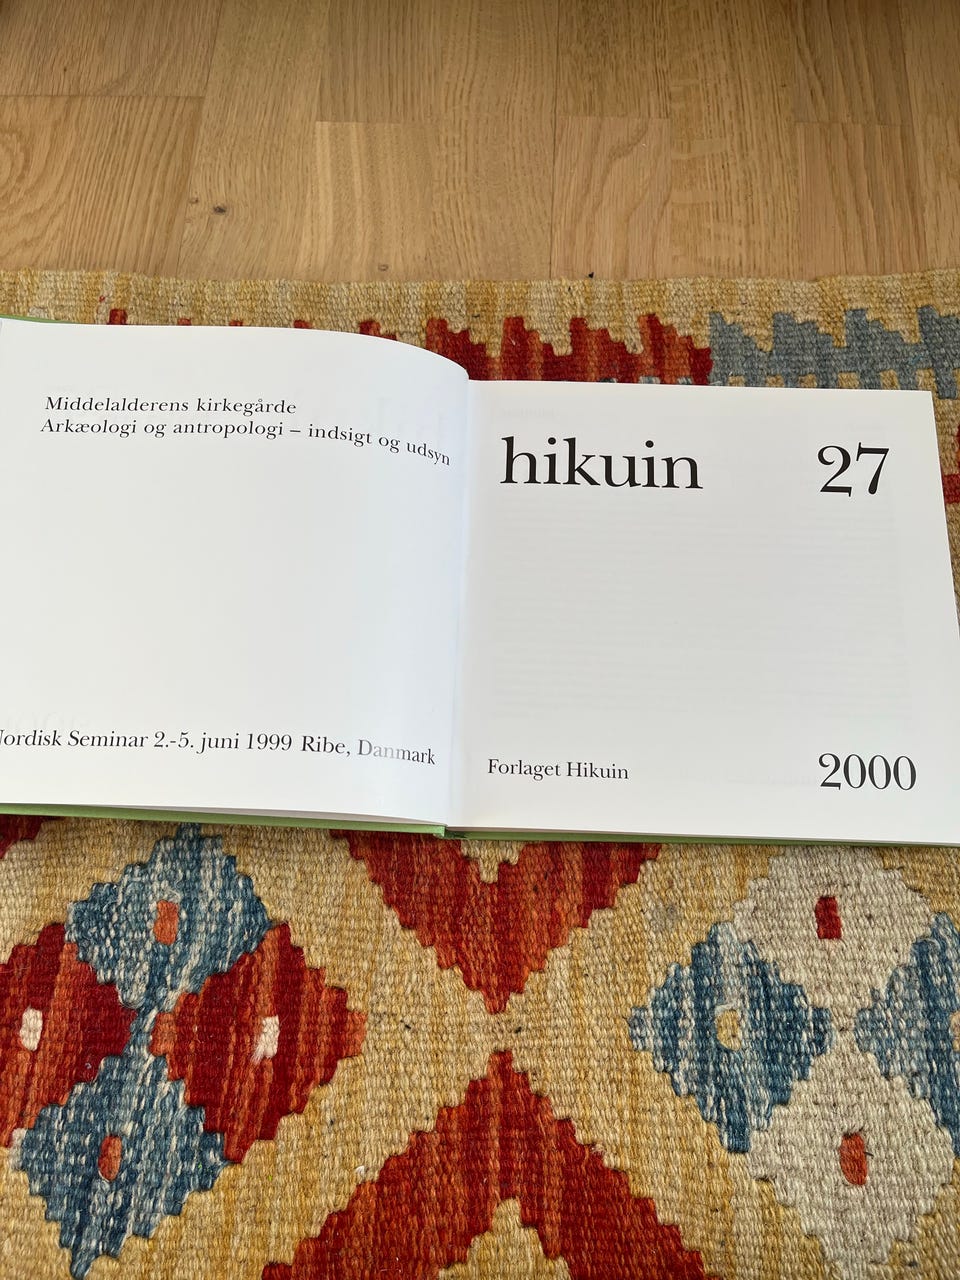 Middelalderens kirkegårde
Arkæologi og antropologi – indsigt og udsyn
Nordisk Seminar 2.-5. juni 1999 Ribe, Danmark
hikuin 27
Forlaget Hikuin 2000